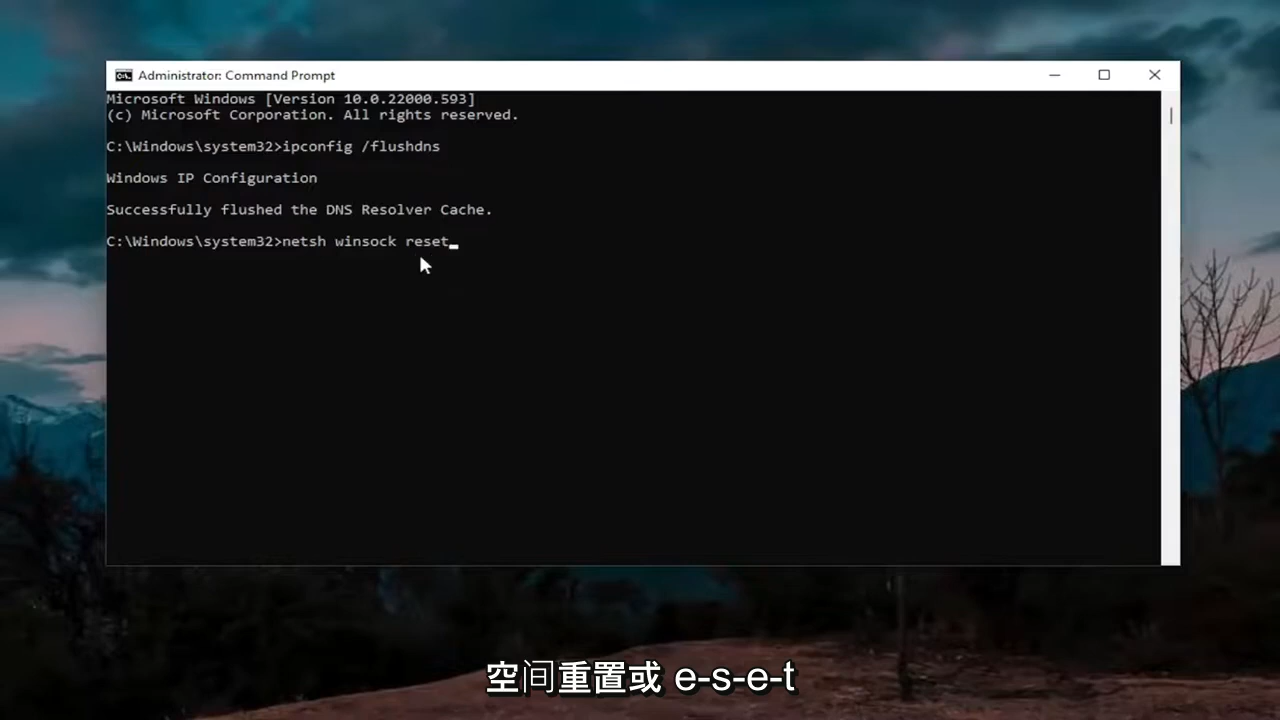 Administrator: Command Prompt
Microsoft Windows [Version 10.0.22000.593]
(c) Microsoft Corporation. All rights reserved.
C:\Windows\system32>ipconfig /flushdns
Windows IP Configuration
Successfully flushed the DNS Resolver Cache.
C:\Windows\system32>netsh winsock reset
空间重置或 e-s-e-t